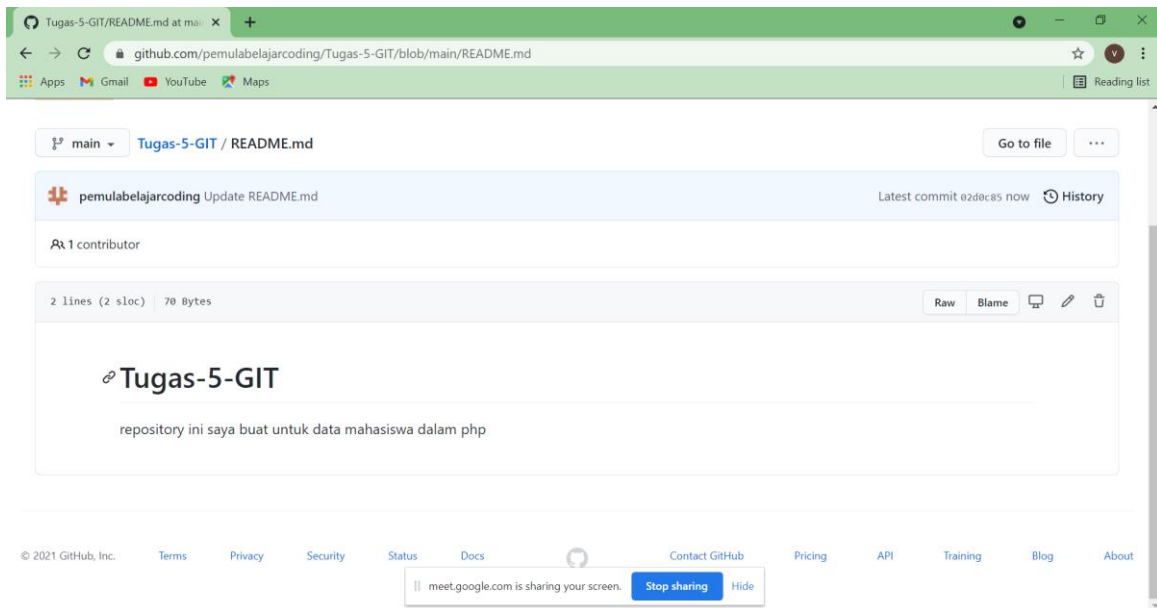 Tugas-5-GIT/README.md at mai
github.com/pemulabelajarcoding/Tugas-5-GIT/blob/main/README.md
V
Apps Gmail YouTube Maps Reading list
main Tugas-5-GIT / README.md Go to file ...
pemulabelajarcoding Update README.md Latest commit 02d0c85 now History
1 contributor
2 lines (2 sloc) 70 Bytes Raw Blame
Tugas-5-GIT
repository ini saya buat untuk data mahasiswa dalam php
© 2021 GitHub, Inc. Terms Privacy Security Status Docs Contact GitHub Pricing API Training Blog About
meet.google.com is sharing your screen. Stop sharing Hide